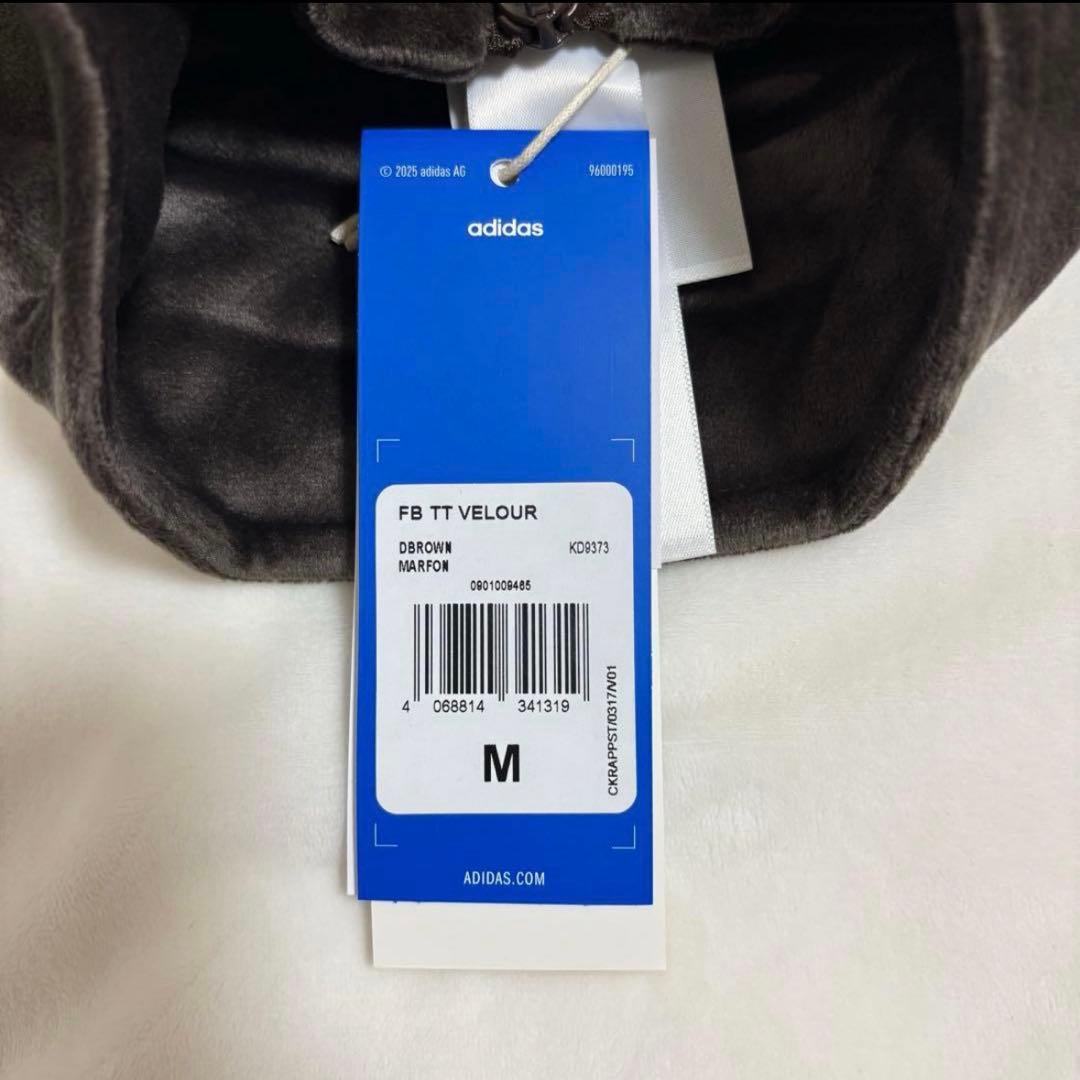 © 2025 adidas AG 96000195
adidas
FB TT VELOUR
DBROWN KD9373
MARFON
0901009465
4 068814 341319
M
CKRAPPST/0317/V01
ADIDAS.COM